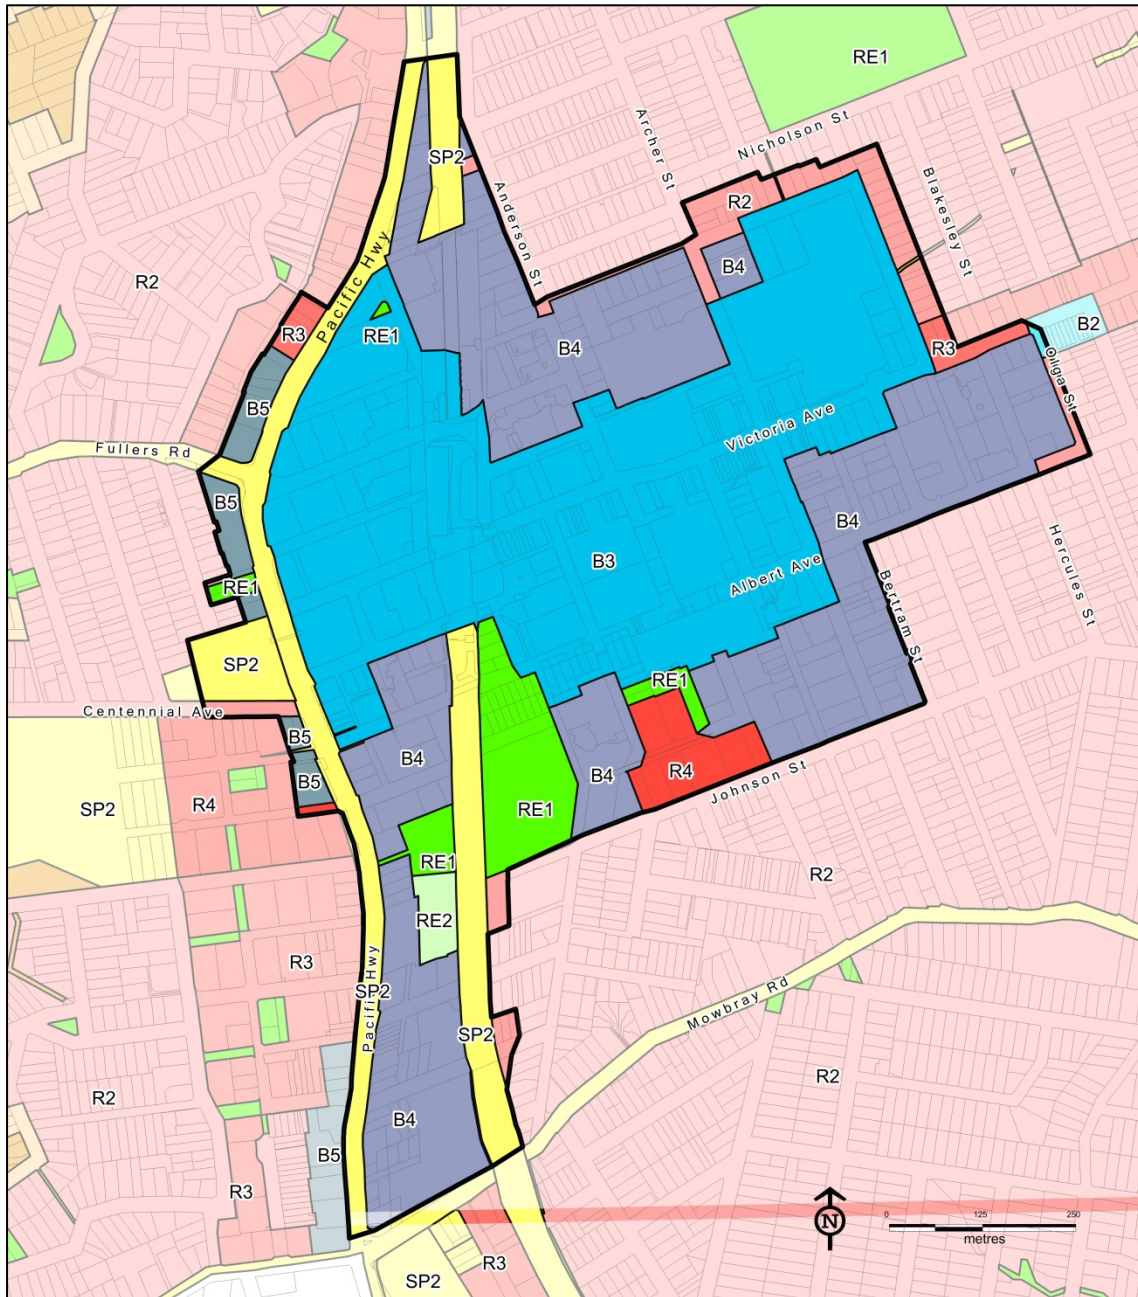 RE1
Archer St
Nicholson St
SP2
Anderson St
R2
Blakesley St
R2
Pacific Hwy
B4
RE1
B2
R3
B4
R3
Oligia St
B5
Victoria Ave
Fullers Rd
B5
B4
Hercules St
B3
Albert Ave
RE1
Bertram St
SP2
RE1
Centennial Ave
B5
B4
B4
R4
B5
Johnson St
SP2
R4
RE1
RE1
R2
RE2
R3
Pacific Hwy
SP2
Mowbray Rd
SP2
R2
R2
B4
B5
R3
N
0 125 250
metres
R3
SP2